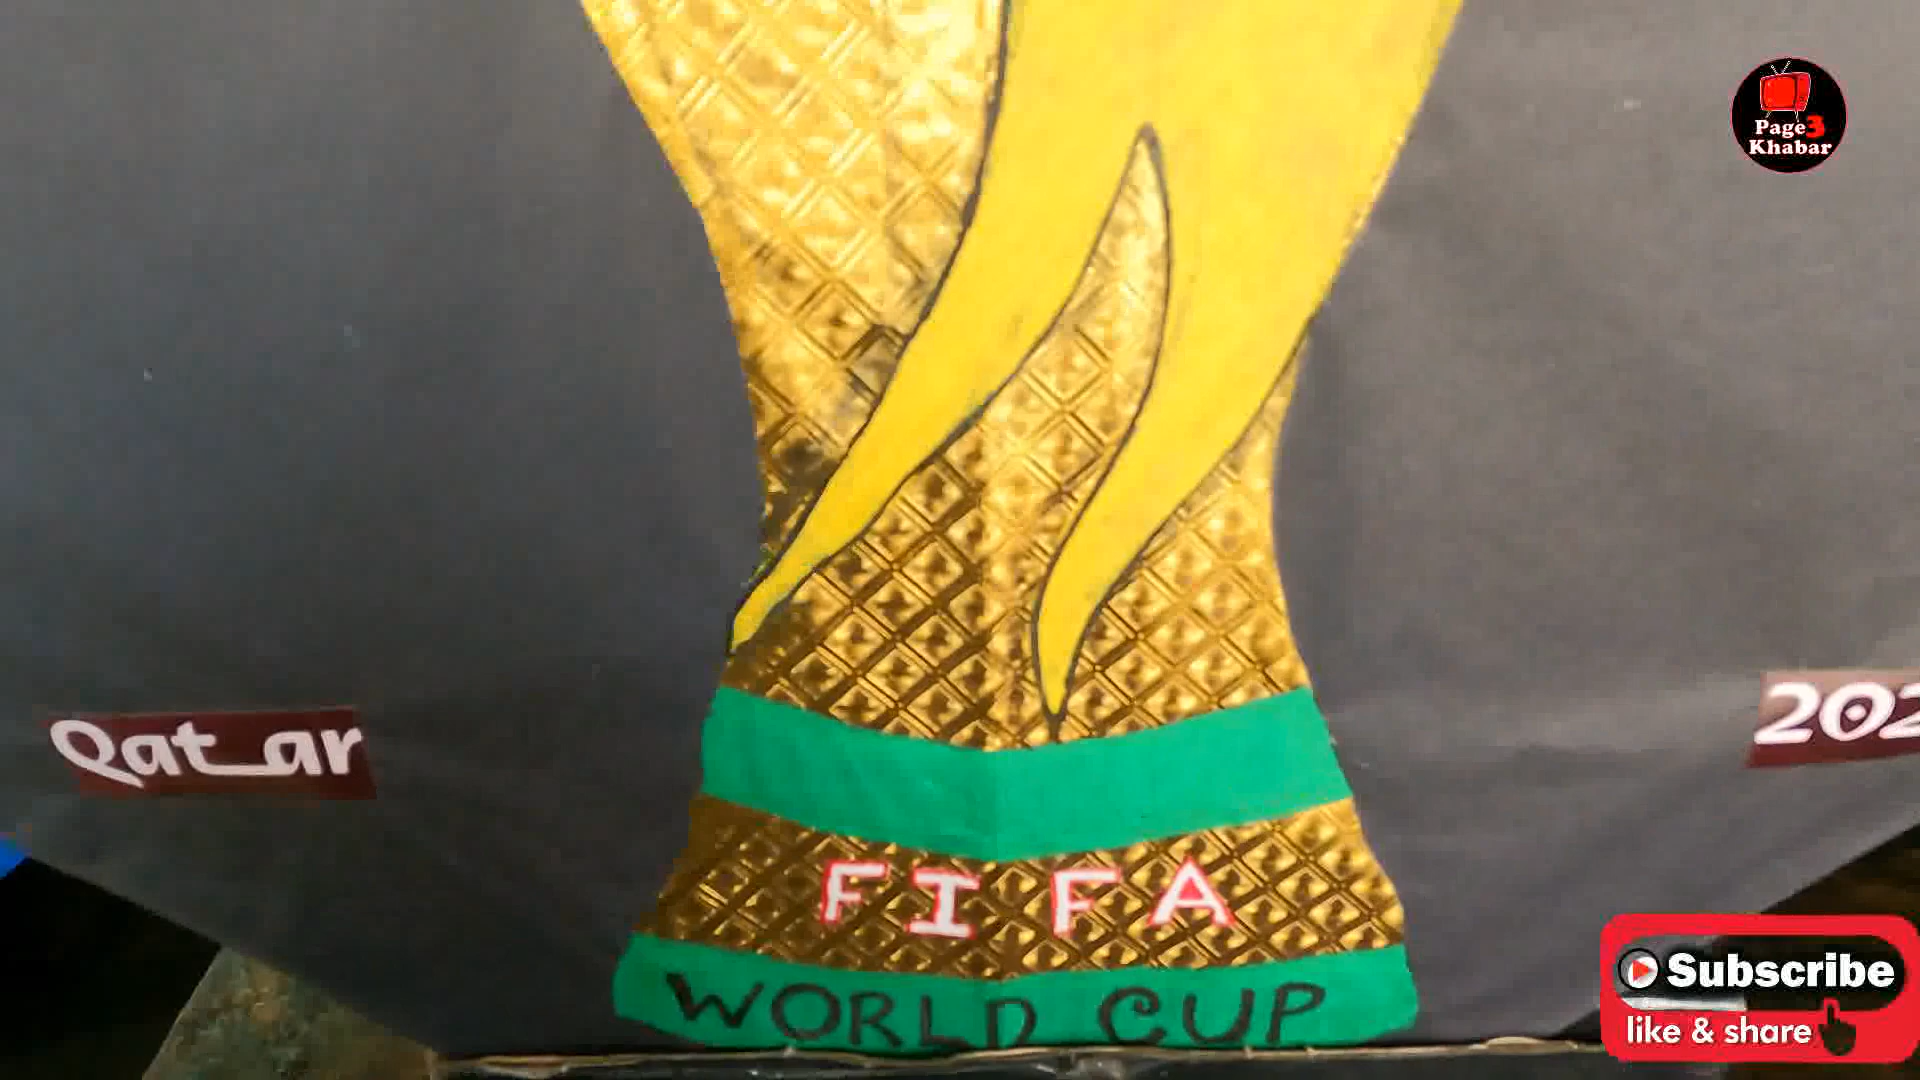 Page3
Khabar
Qatar
202
FIFA
WORLD CUP
Subscribe
like & share